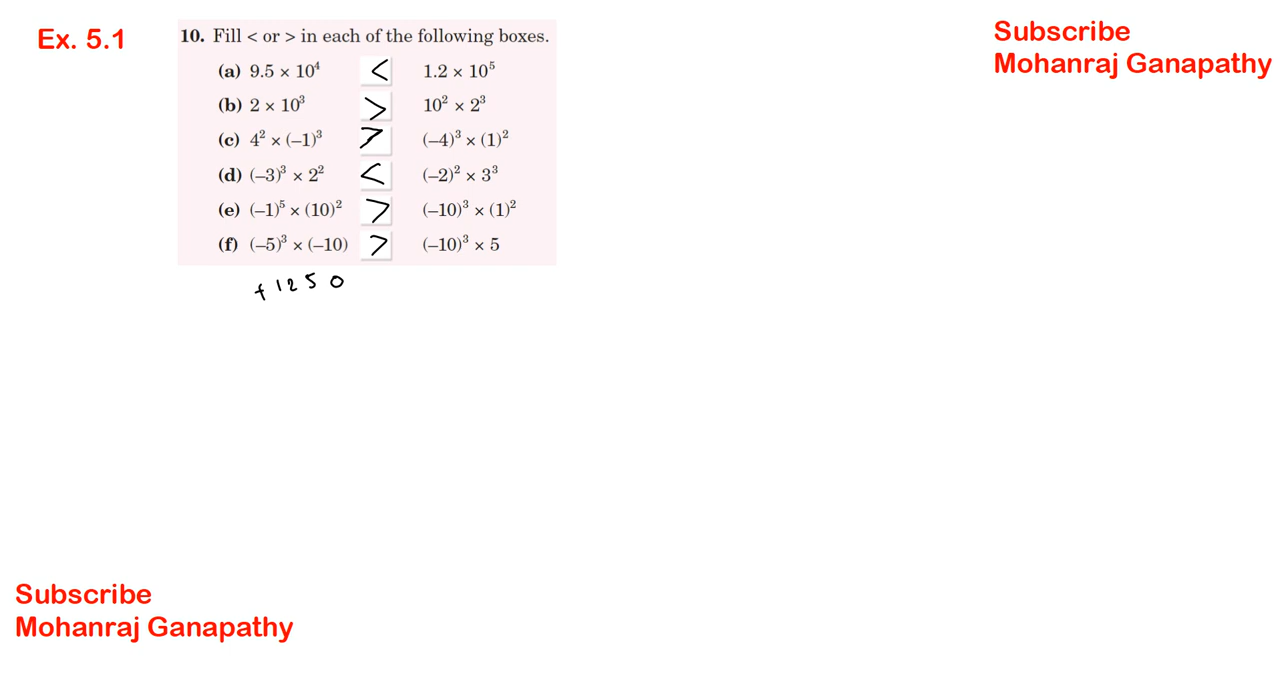 Ex. 5.1
10. Fill < or > in each of the following boxes.
(a) 9.5 × 10⁴ < 1.2 × 10⁵
(b) 2 × 10³ > 10² × 2³
(c) 4² × (–1)³ > (–4)³ × (1)²
(d) (–3)³ × 2² < (–2)² × 3³
(e) (–1)⁵ × (10)² > (–10)³ × (1)²
(f) (–5)³ × (–10) > (–10)³ × 5
+1250
Subscribe
Mohanraj Ganapathy
Subscribe
Mohanraj Ganapathy